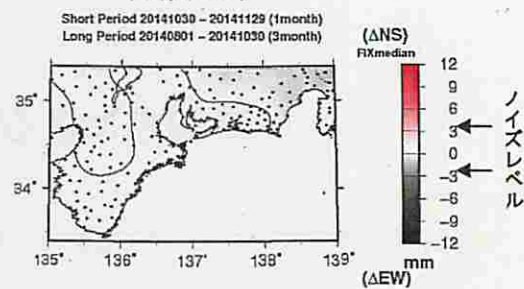 Short Period 20141030 - 20141129 (1month)
Long Period 20140801 - 20141030 (3month)
(ΔNS)
FIXmedian
12
9
6
3
0
-3
-6
-9
-12
mm
(ΔEW)
ノイズレベル
35°
34°
135°
136°
137°
138°
139°